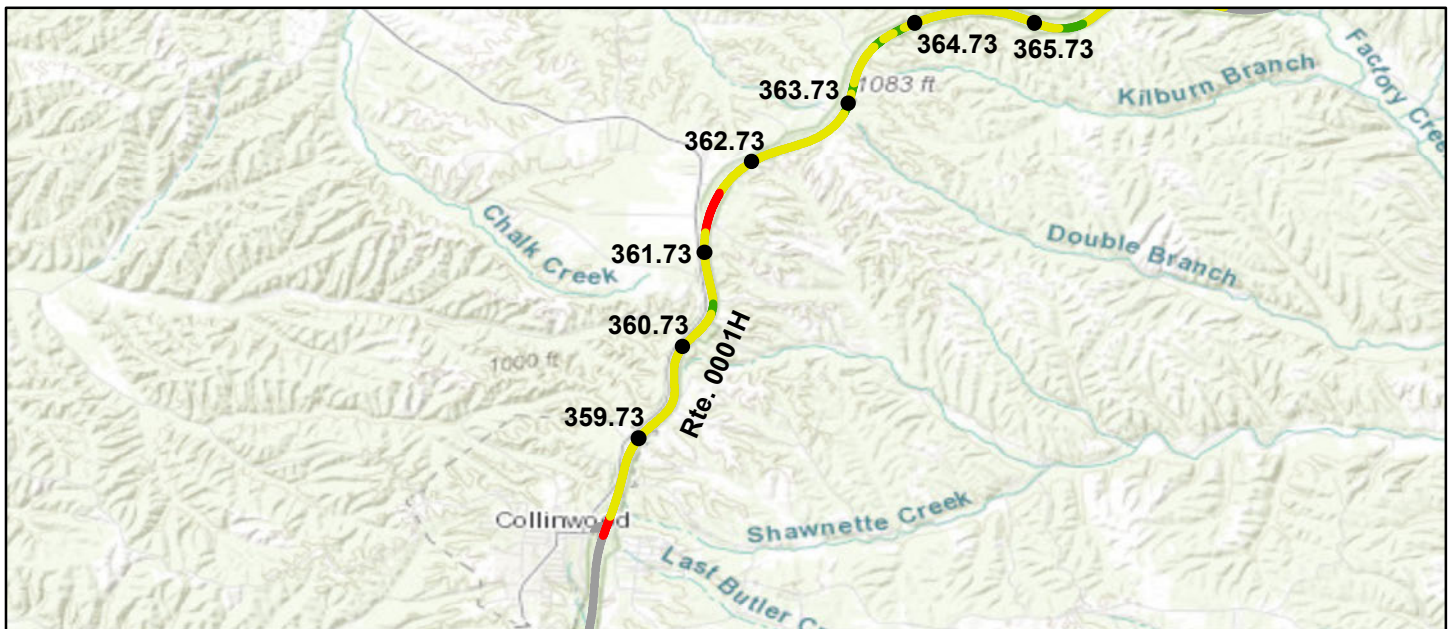 364.73
365.73
Factory Cree
363.73
1083 ft
Kilburn Branch
362.73
Chalk Creek
361.73
Double Branch
360.73
Rte. 0001H
1000 ft
359.73
Collinwood
Shawnette Creek
Last Butler Cr